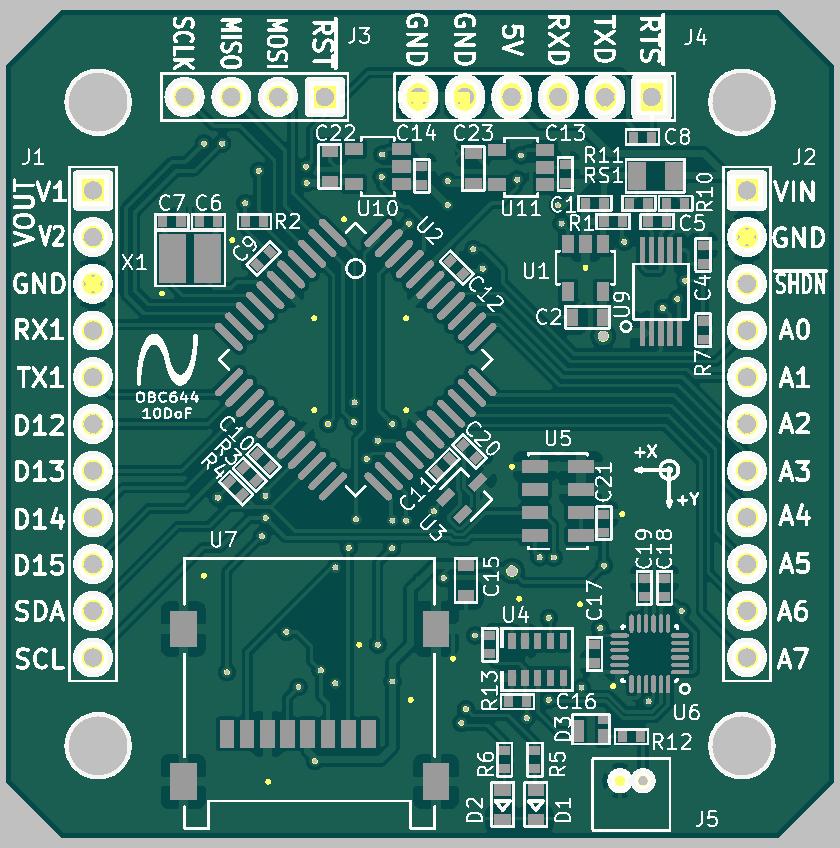 SCLK MISO MOSI RST J3
GND GND 5V RXD TXD RTS J4
C22 C14 C23 C13 C8
J1 J2
R11
RS1
VOUT V1 VIN
C7 C6 R2 U10 U11 C1 R10
R1 C5
V2 GND
C9 U2
X1 U1 C4
GND C12 SHDN
C2 U9
RX1 A0
R7
TX1 A1
OBC644
10DoF
D12 A2
C10 R3 R4 C20 U5
+X
D13 C11 C21 A3
+Y
D14 U3 A4
U7
D15 C15 C19 C18 A5
SDA U4 C17 A6
SCL A7
R13 C16 U6
D3 R12
R6 R5
D2 D1 J5